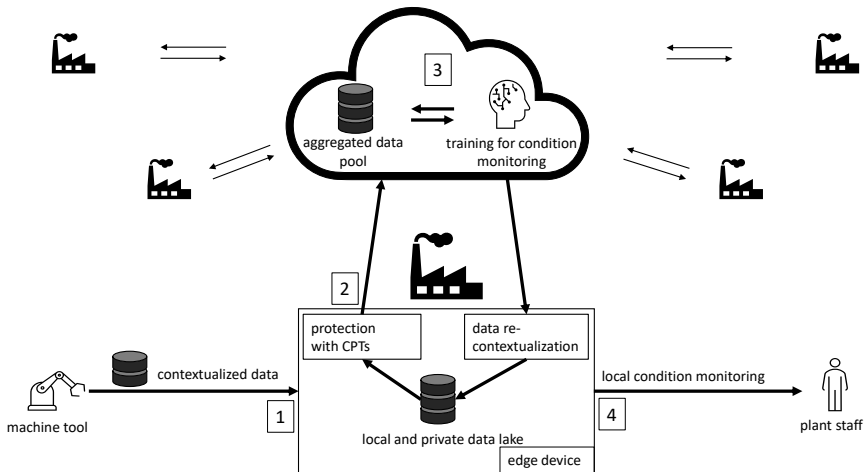 3
aggregated data
pool
training for condition
monitoring
2
protection
with CPTs
data re-
contextualization
contextualized data
local condition monitoring
1
4
machine tool
local and private data lake
plant staff
edge device